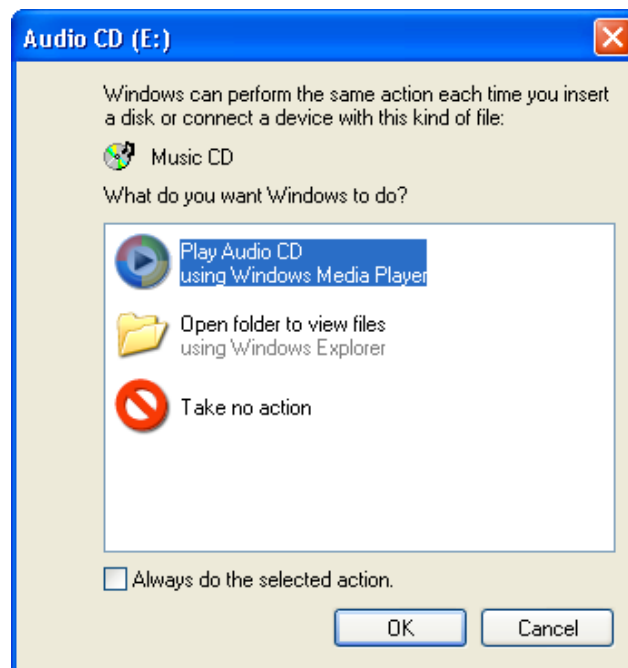 Audio CD (E:)
Windows can perform the same action each time you insert
a disk or connect a device with this kind of file:
Music CD
What do you want Windows to do?
Play Audio CD
using Windows Media Player
Open folder to view files
using Windows Explorer
Take no action
Always do the selected action.
OK
Cancel